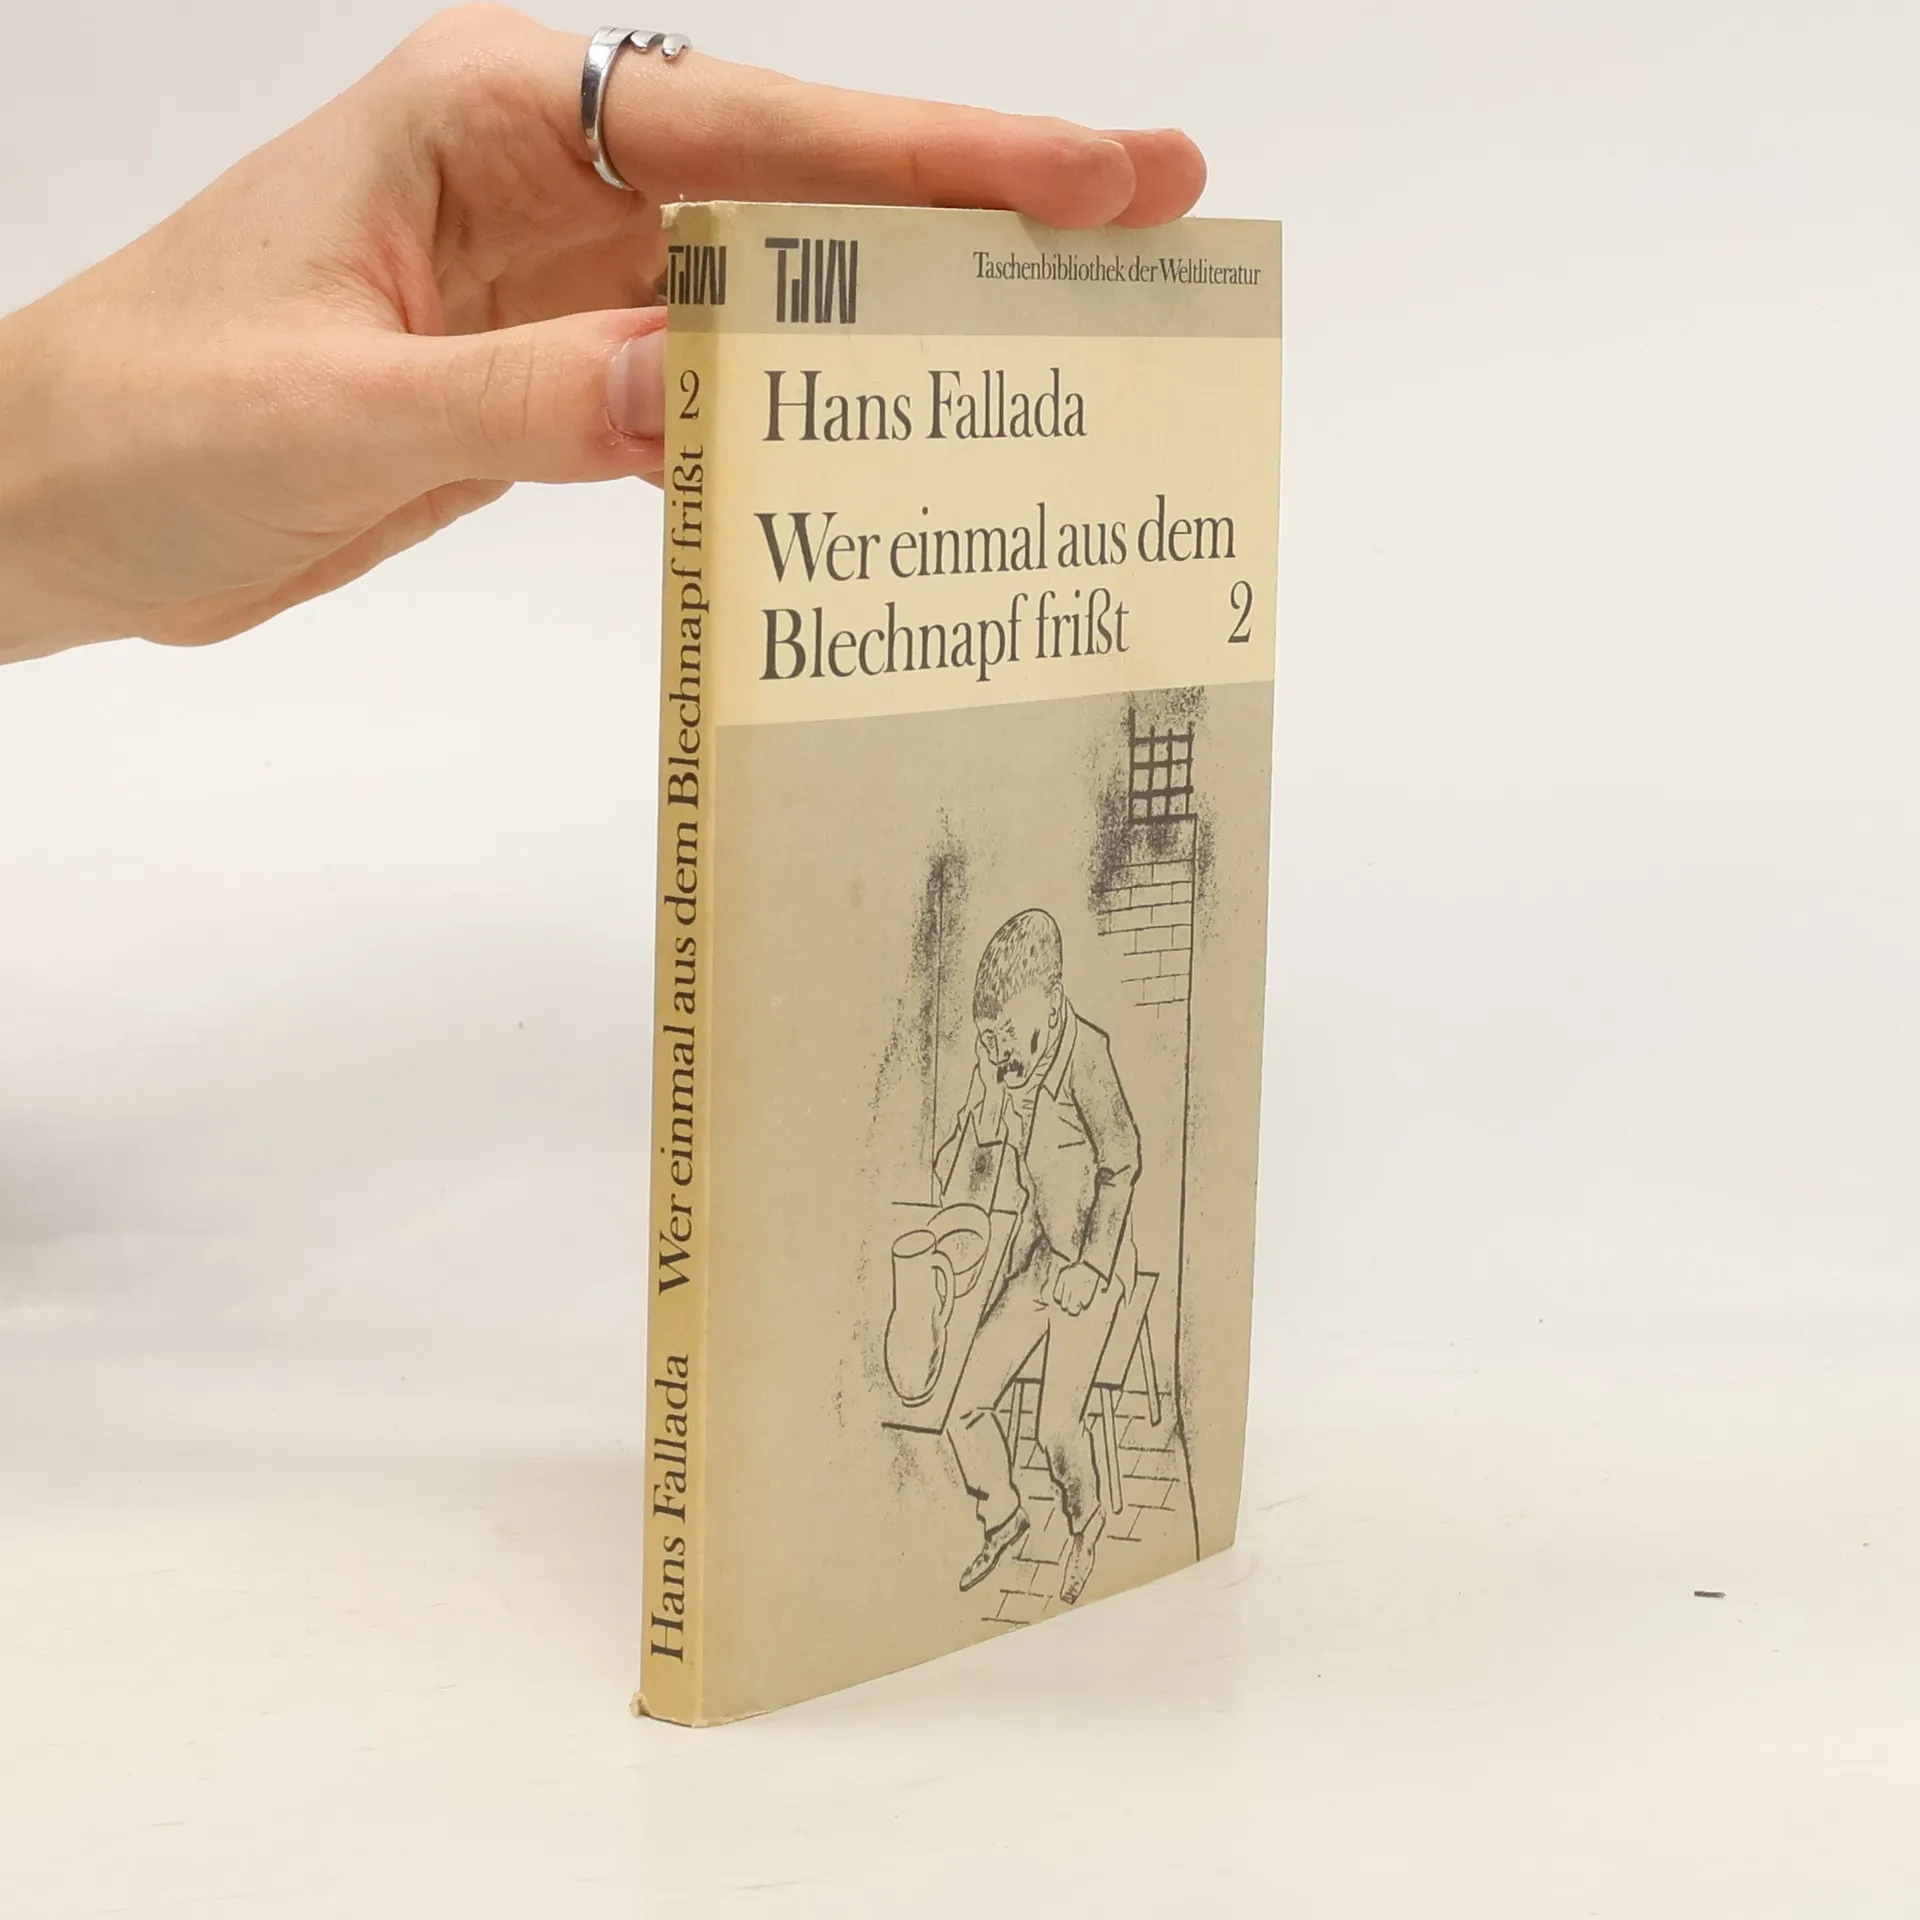 TdW
Taschenbibliothek der Weltliteratur
Hans Fallada
Wer einmal aus dem
Blechnapf frißt 2
Hans Fallada Wer einmal aus dem Blechnapf frißt 2 TdW